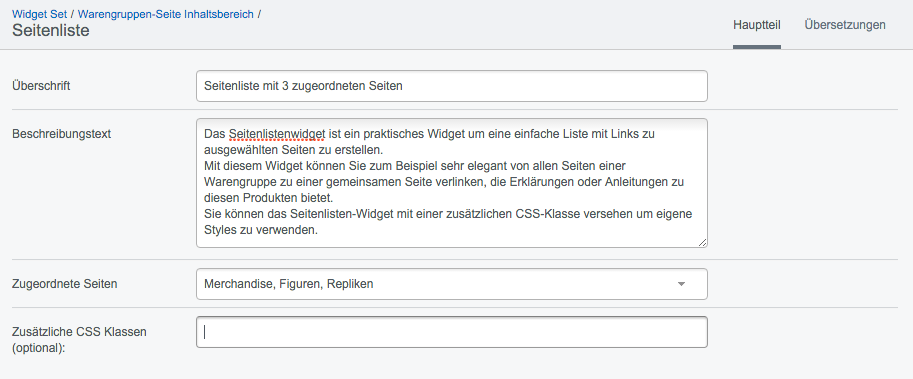 Widget Set / Warengruppen-Seite Inhaltsbereich /
Seitenliste
Hauptteil
Übersetzungen
Überschrift
Seitenliste mit 3 zugeordneten Seiten
Beschreibungstext
Das Seitenlistenwidget ist ein praktisches Widget um eine einfache Liste mit Links zu
ausgewählten Seiten zu erstellen.
Mit diesem Widget können Sie zum Beispiel sehr elegant von allen Seiten einer
Warengruppe zu einer gemeinsamen Seite verlinken, die Erklärungen oder Anleitungen zu
diesen Produkten bietet.
Sie können das Seitenlisten-Widget mit einer zusätzlichen CSS-Klasse versehen um eigene
Styles zu verwenden.
Zugeordnete Seiten
Merchandise, Figuren, Repliken
Zusätzliche CSS Klassen
(optional):